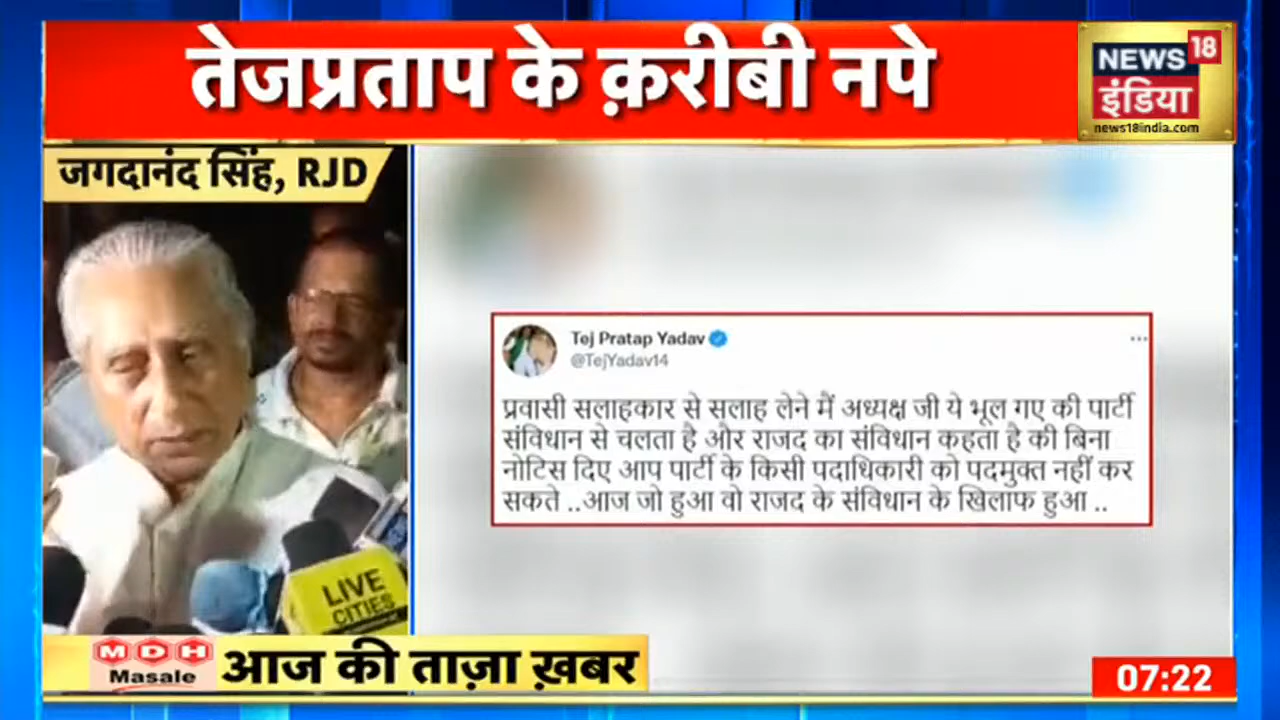 तेजप्रताप के क़रीबी नपे
NEWS 18
इंडिया
news18india.com
जगदानंद सिंह, RJD
Tej Pratap Yadav
@TejYadav14
प्रवासी सलाहकार से सलाह लेने मैं अध्यक्ष जी ये भूल गए की पार्टी
संविधान से चलता है और राजद का संविधान कहता है की बिना
नोटिस दिए आप पार्टी के किसी पदाधिकारी को पदमुक्त नहीं कर
सकते ..आज जो हुआ वो राजद के संविधान के खिलाफ हुआ ..
LIVE
CITIES
MDH
Masale
आज की ताज़ा ख़बर
07:22